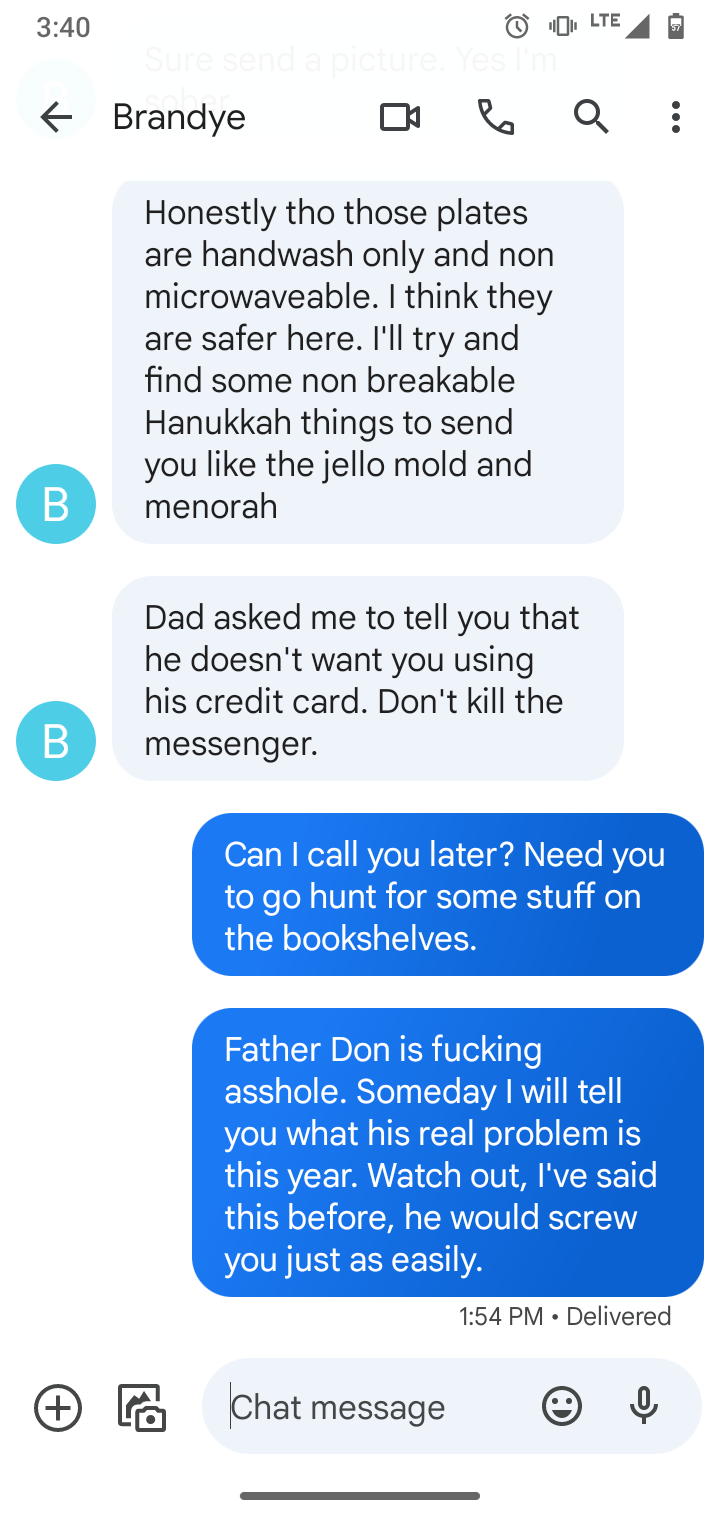 3:40
LTE
57
Sure send a picture. Yes I'm
sober
Brandye
Honestly tho those plates
are handwash only and non
microwaveable. I think they
are safer here. I'll try and
find some non breakable
Hanukkah things to send
you like the jello mold and
menorah
B
Dad asked me to tell you that
he doesn't want you using
his credit card. Don't kill the
messenger.
B
Can I call you later? Need you
to go hunt for some stuff on
the bookshelves.
Father Don is fucking
asshole. Someday I will tell
you what his real problem is
this year. Watch out, I've said
this before, he would screw
you just as easily.
1:54 PM • Delivered
Chat message